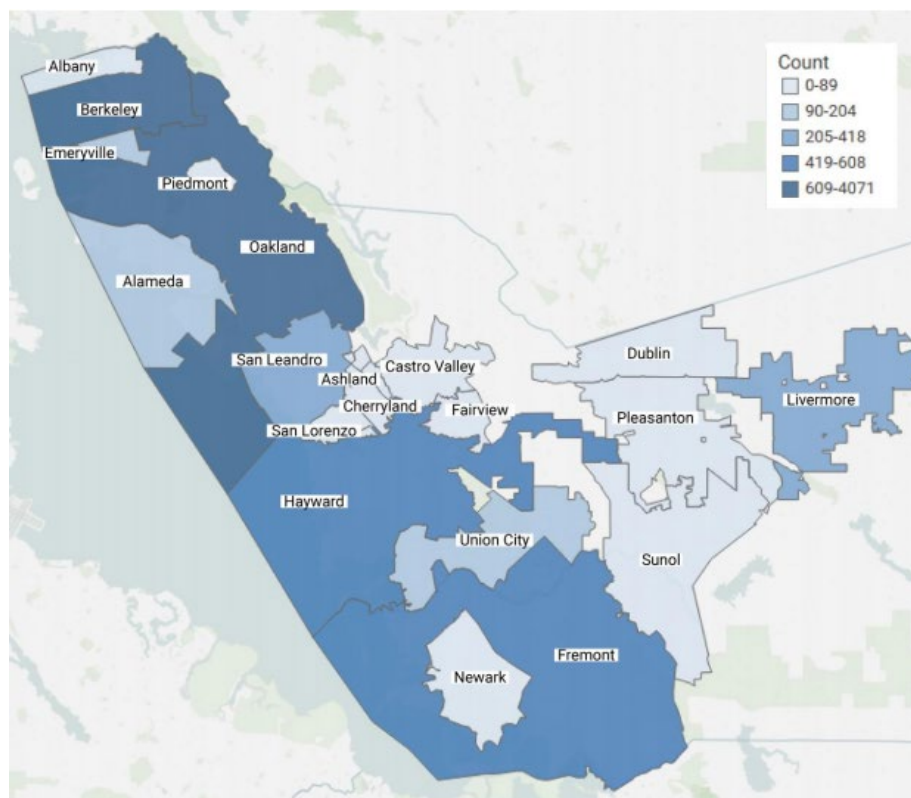 Count
0-89
90-204
205-418
419-608
609-4071
Albany
Berkeley
Emeryville
Piedmont
Oakland
Alameda
San Leandro
Ashland
Castro Valley
Cherryland
Fairview
San Lorenzo
Dublin
Pleasanton
Livermore
Hayward
Union City
Sunol
Fremont
Newark